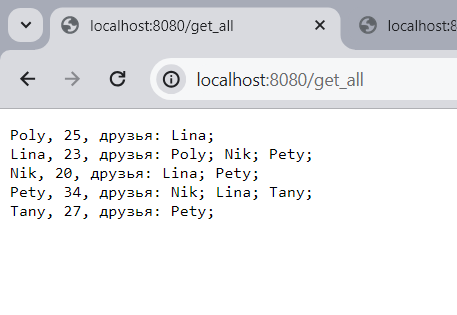 localhost:8080/get_all
localhost:8
localhost:8080/get_all
Poly, 25, друзья: Lina;
Lina, 23, друзья: Poly; Nik; Pety;
Nik, 20, друзья: Lina; Pety;
Pety, 34, друзья: Nik; Lina; Tany;
Tany, 27, друзья: Pety;